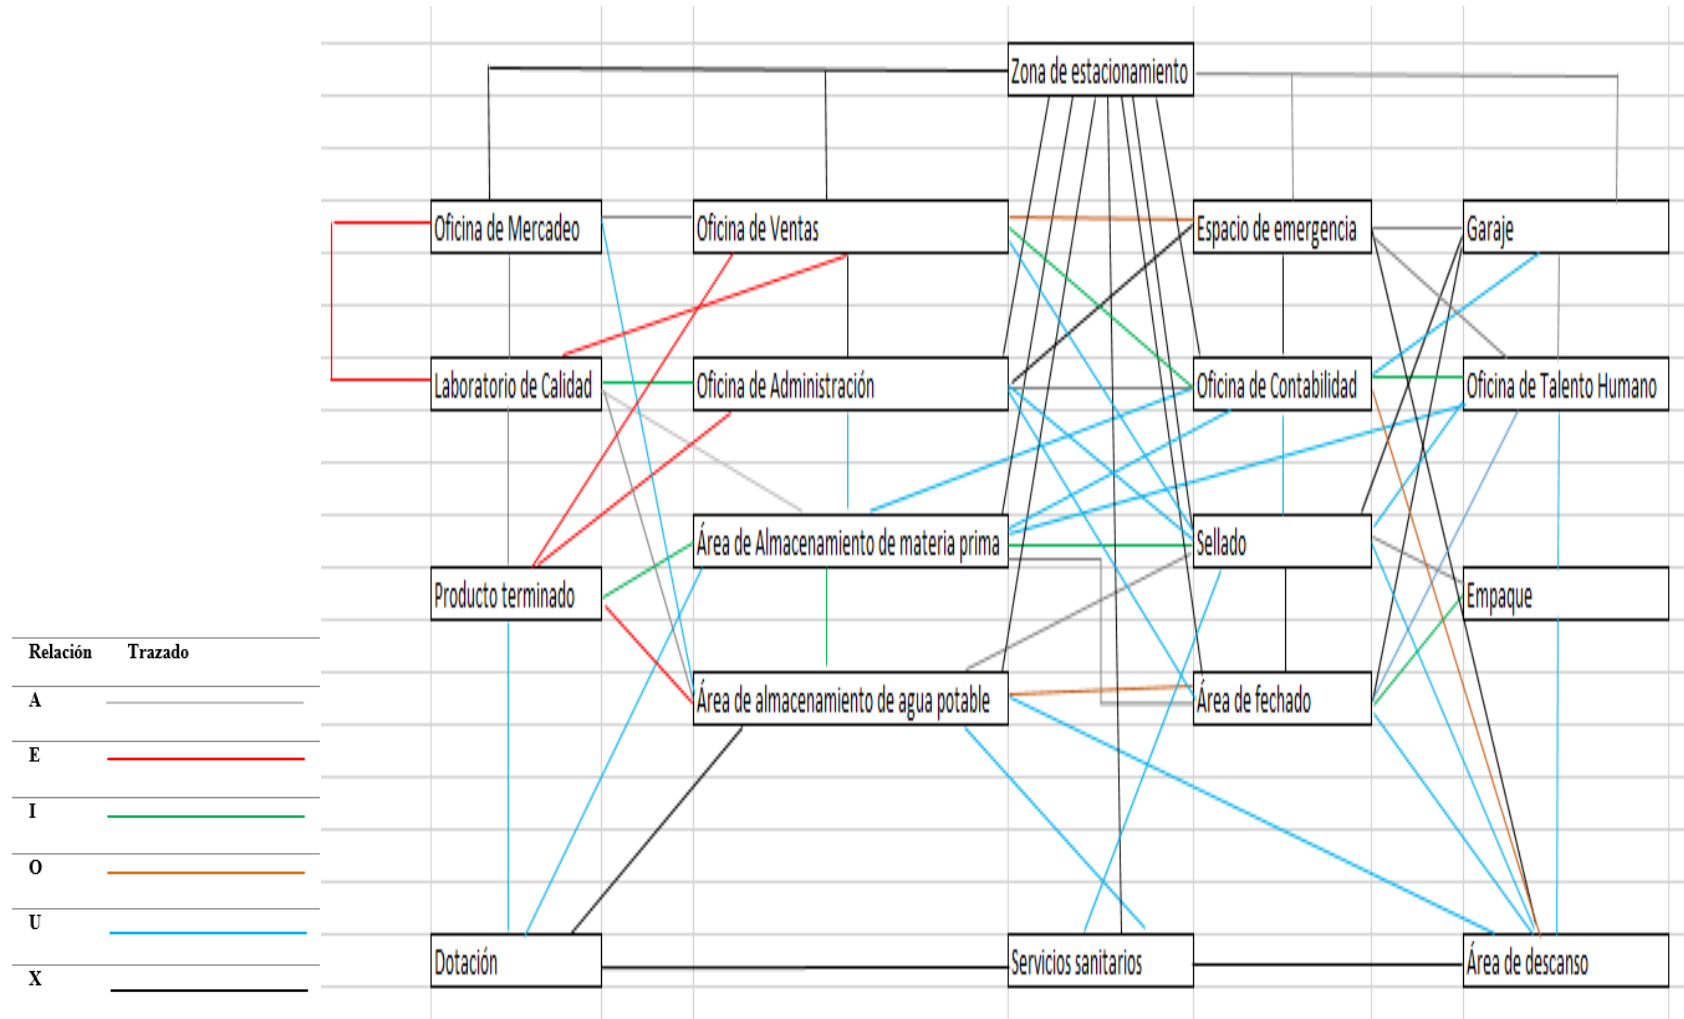 Zona de estacionamiento
Oficina de Mercadeo
Oficina de Ventas
Espacio de emergencia
Garaje
Laboratorio de Calidad
Oficina de Administración
Oficina de Contabilidad
Oficina de Talento Humano
Área de Almacenamiento de materia prima
Sellado
Producto terminado
Empaque
Área de almacenamiento de agua potable
Área de fechado
Dotación
Servicios sanitarios
Área de descanso
Relación Trazado
A
E
I
O
U
X